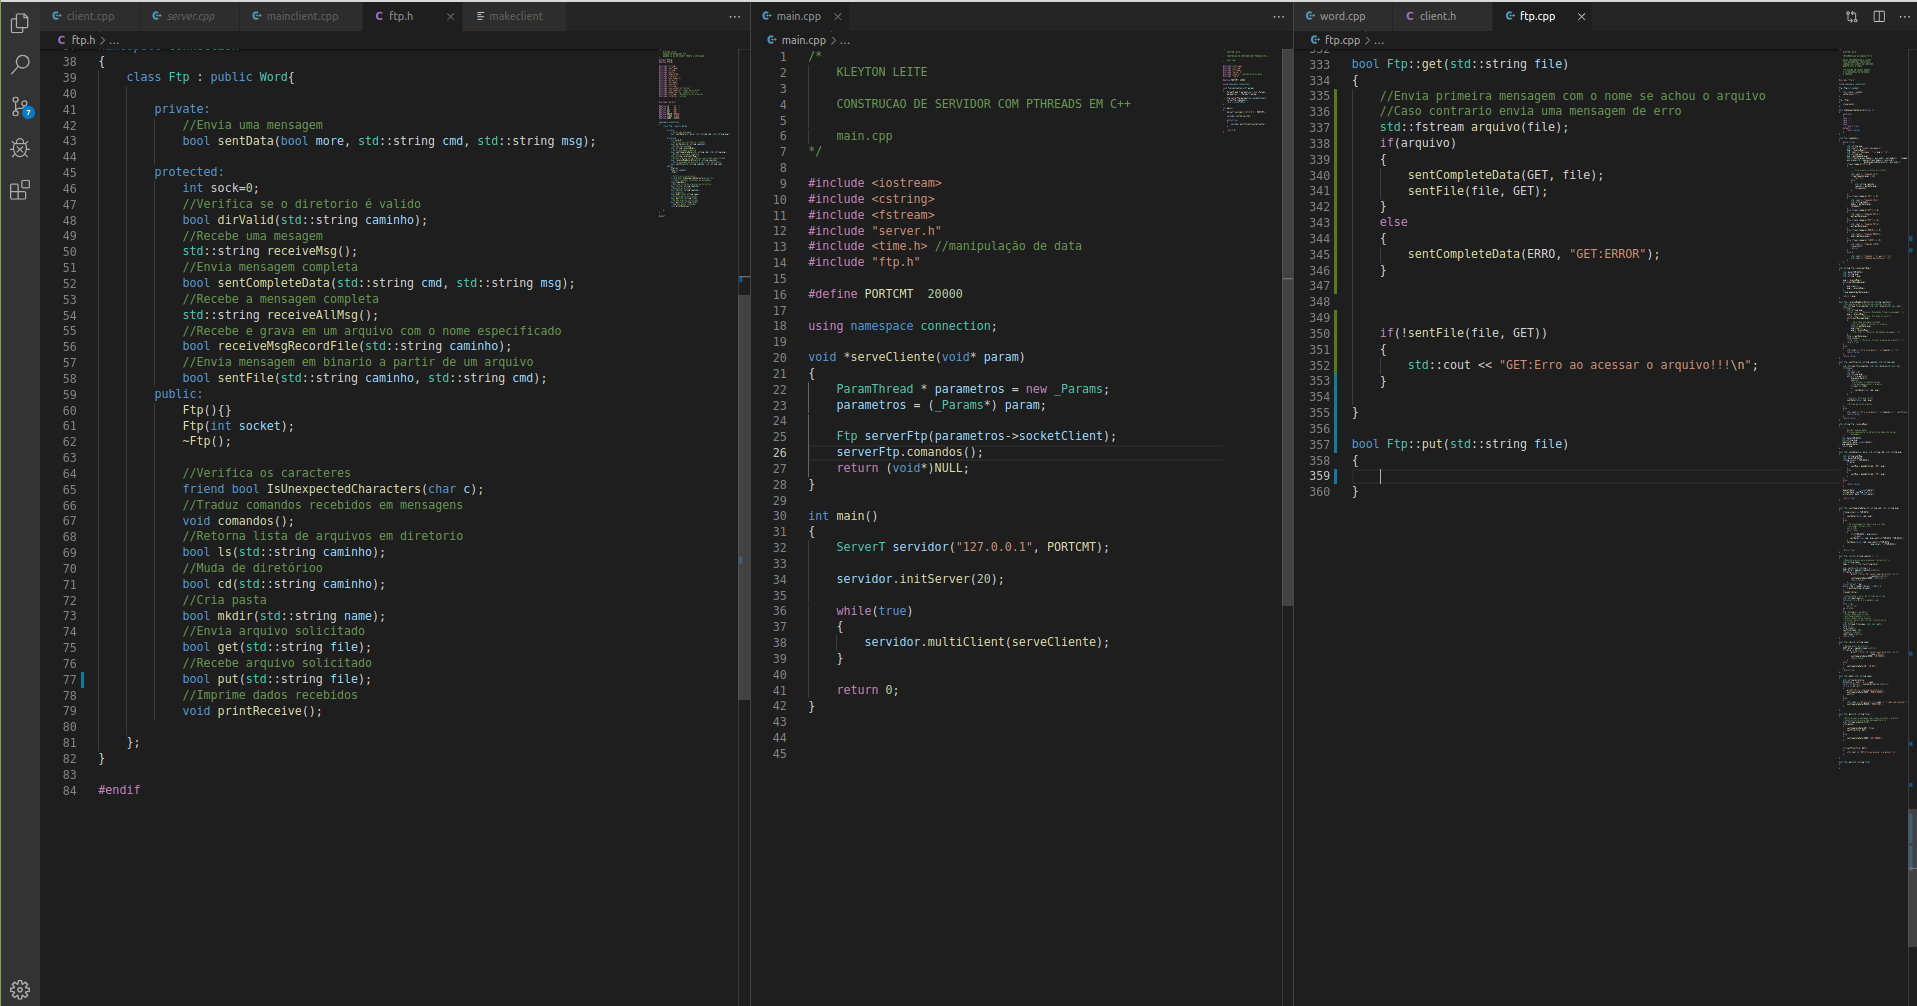 client.cpp
server.cpp
mainclient.cpp
ftp.h
makeclient
ftp.h > ...
38 {
39 class Ftp : public Word{
40
41 private:
42 //Envia uma mensagem
43 bool sentData(bool more, std::string cmd, std::string msg);
44
45 protected:
46 int sock=0;
47 //Verifica se o diretorio é valido
48 bool dirValid(std::string caminho);
49 //Recebe uma mesagem
50 std::string receiveMsg();
51 //Envia mensagem completa
52 bool sentCompleteData(std::string cmd, std::string msg);
53 //Recebe a mensagem completa
54 std::string receiveAllMsg();
55 //Recebe e grava em um arquivo com o nome especificado
56 bool receiveMsgRecordFile(std::string caminho);
57 //Envia mensagem em binario a partir de um arquivo
58 bool sentFile(std::string caminho, std::string cmd);
59 public:
60 Ftp(){}
61 Ftp(int socket);
62 ~Ftp();
63
64 //Verifica os caracteres
65 friend bool IsUnexpectedCharacters(char c);
66 //Traduz comandos recebidos em mensagens
67 void comandos();
68 //Retorna lista de arquivos em diretorio
69 bool ls(std::string caminho);
70 //Muda de diretórioo
71 bool cd(std::string caminho);
72 //Cria pasta
73 bool mkdir(std::string name);
74 //Envia arquivo solicitado
75 bool get(std::string file);
76 //Recebe arquivo solicitado
77 bool put(std::string file);
78 //Imprime dados recebidos
79 void printReceive();
80
81 };
82 }
83
84 #endif
7
main.cpp
main.cpp > ...
1 /*
2 KLEYTON LEITE
3
4 CONSTRUCAO DE SERVIDOR COM PTHREADS EM C++
5
6 main.cpp
7 */
8
9 #include <iostream>
10 #include <cstring>
11 #include <fstream>
12 #include "server.h"
13 #include <time.h> //manipulação de data
14 #include "ftp.h"
15
16 #define PORTCMT 20000
17
18 using namespace connection;
19
20 void *serveCliente(void* param)
21 {
22 ParamThread * parametros = new _Params;
23 parametros = (_Params*) param;
24
25 Ftp serverFtp(parametros->socketClient);
26 serverFtp.comandos();
27 return (void*)NULL;
28 }
29
30 int main()
31 {
32 ServerT servidor("127.0.0.1", PORTCMT);
33
34 servidor.initServer(20);
35
36 while(true)
37 {
38 servidor.multiClient(serveCliente);
39 }
40
41 return 0;
42 }
43
44
45
word.cpp
client.h
ftp.cpp
ftp.cpp > ...
333 bool Ftp::get(std::string file)
334 {
335 //Envia primeira mensagem com o nome se achou o arquivo
336 //Caso contrario envia uma mensagem de erro
337 std::fstream arquivo(file);
338 if(arquivo)
339 {
340 sentCompleteData(GET, file);
341 sentFile(file, GET);
342 }
343 else
344 {
345 sentCompleteData(ERRO, "GET:ERROR");
346 }
347
348
349
350 if(!sentFile(file, GET))
351 {
352 std::cout << "GET:Erro ao acessar o arquivo!!!\n";
353 }
354
355 }
356
357 bool Ftp::put(std::string file)
358 {
359
360 }